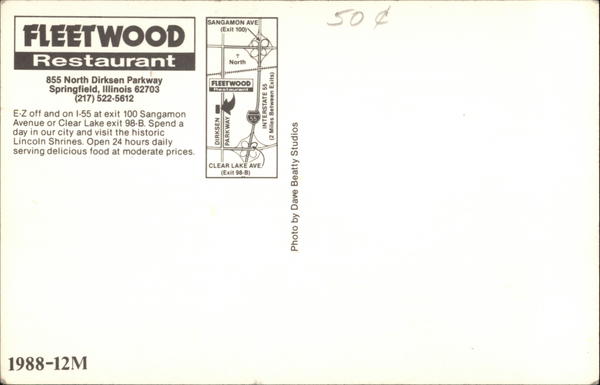 FLEETWOOD
Restaurant
855 North Dirksen Parkway
Springfield, Illinois 62703
(217) 522-5612
E-Z off and on I-55 at exit 100 Sangamon
Avenue or Clear Lake exit 98-B. Spend a
day in our city and visit the historic
Lincoln Shrines. Open 24 hours daily
serving delicious food at moderate prices.
SANGAMON AVE.
(Exit 100)
↑
North
FLEETWOOD
Restaurant
DIRKSEN
PARKWAY
55
INTERSTATE 55
(2 Miles Between Exits)
CLEAR LAKE AVE.
(Exit 98-B)
50¢
Photo by Dave Beatty Studios
1988-12M